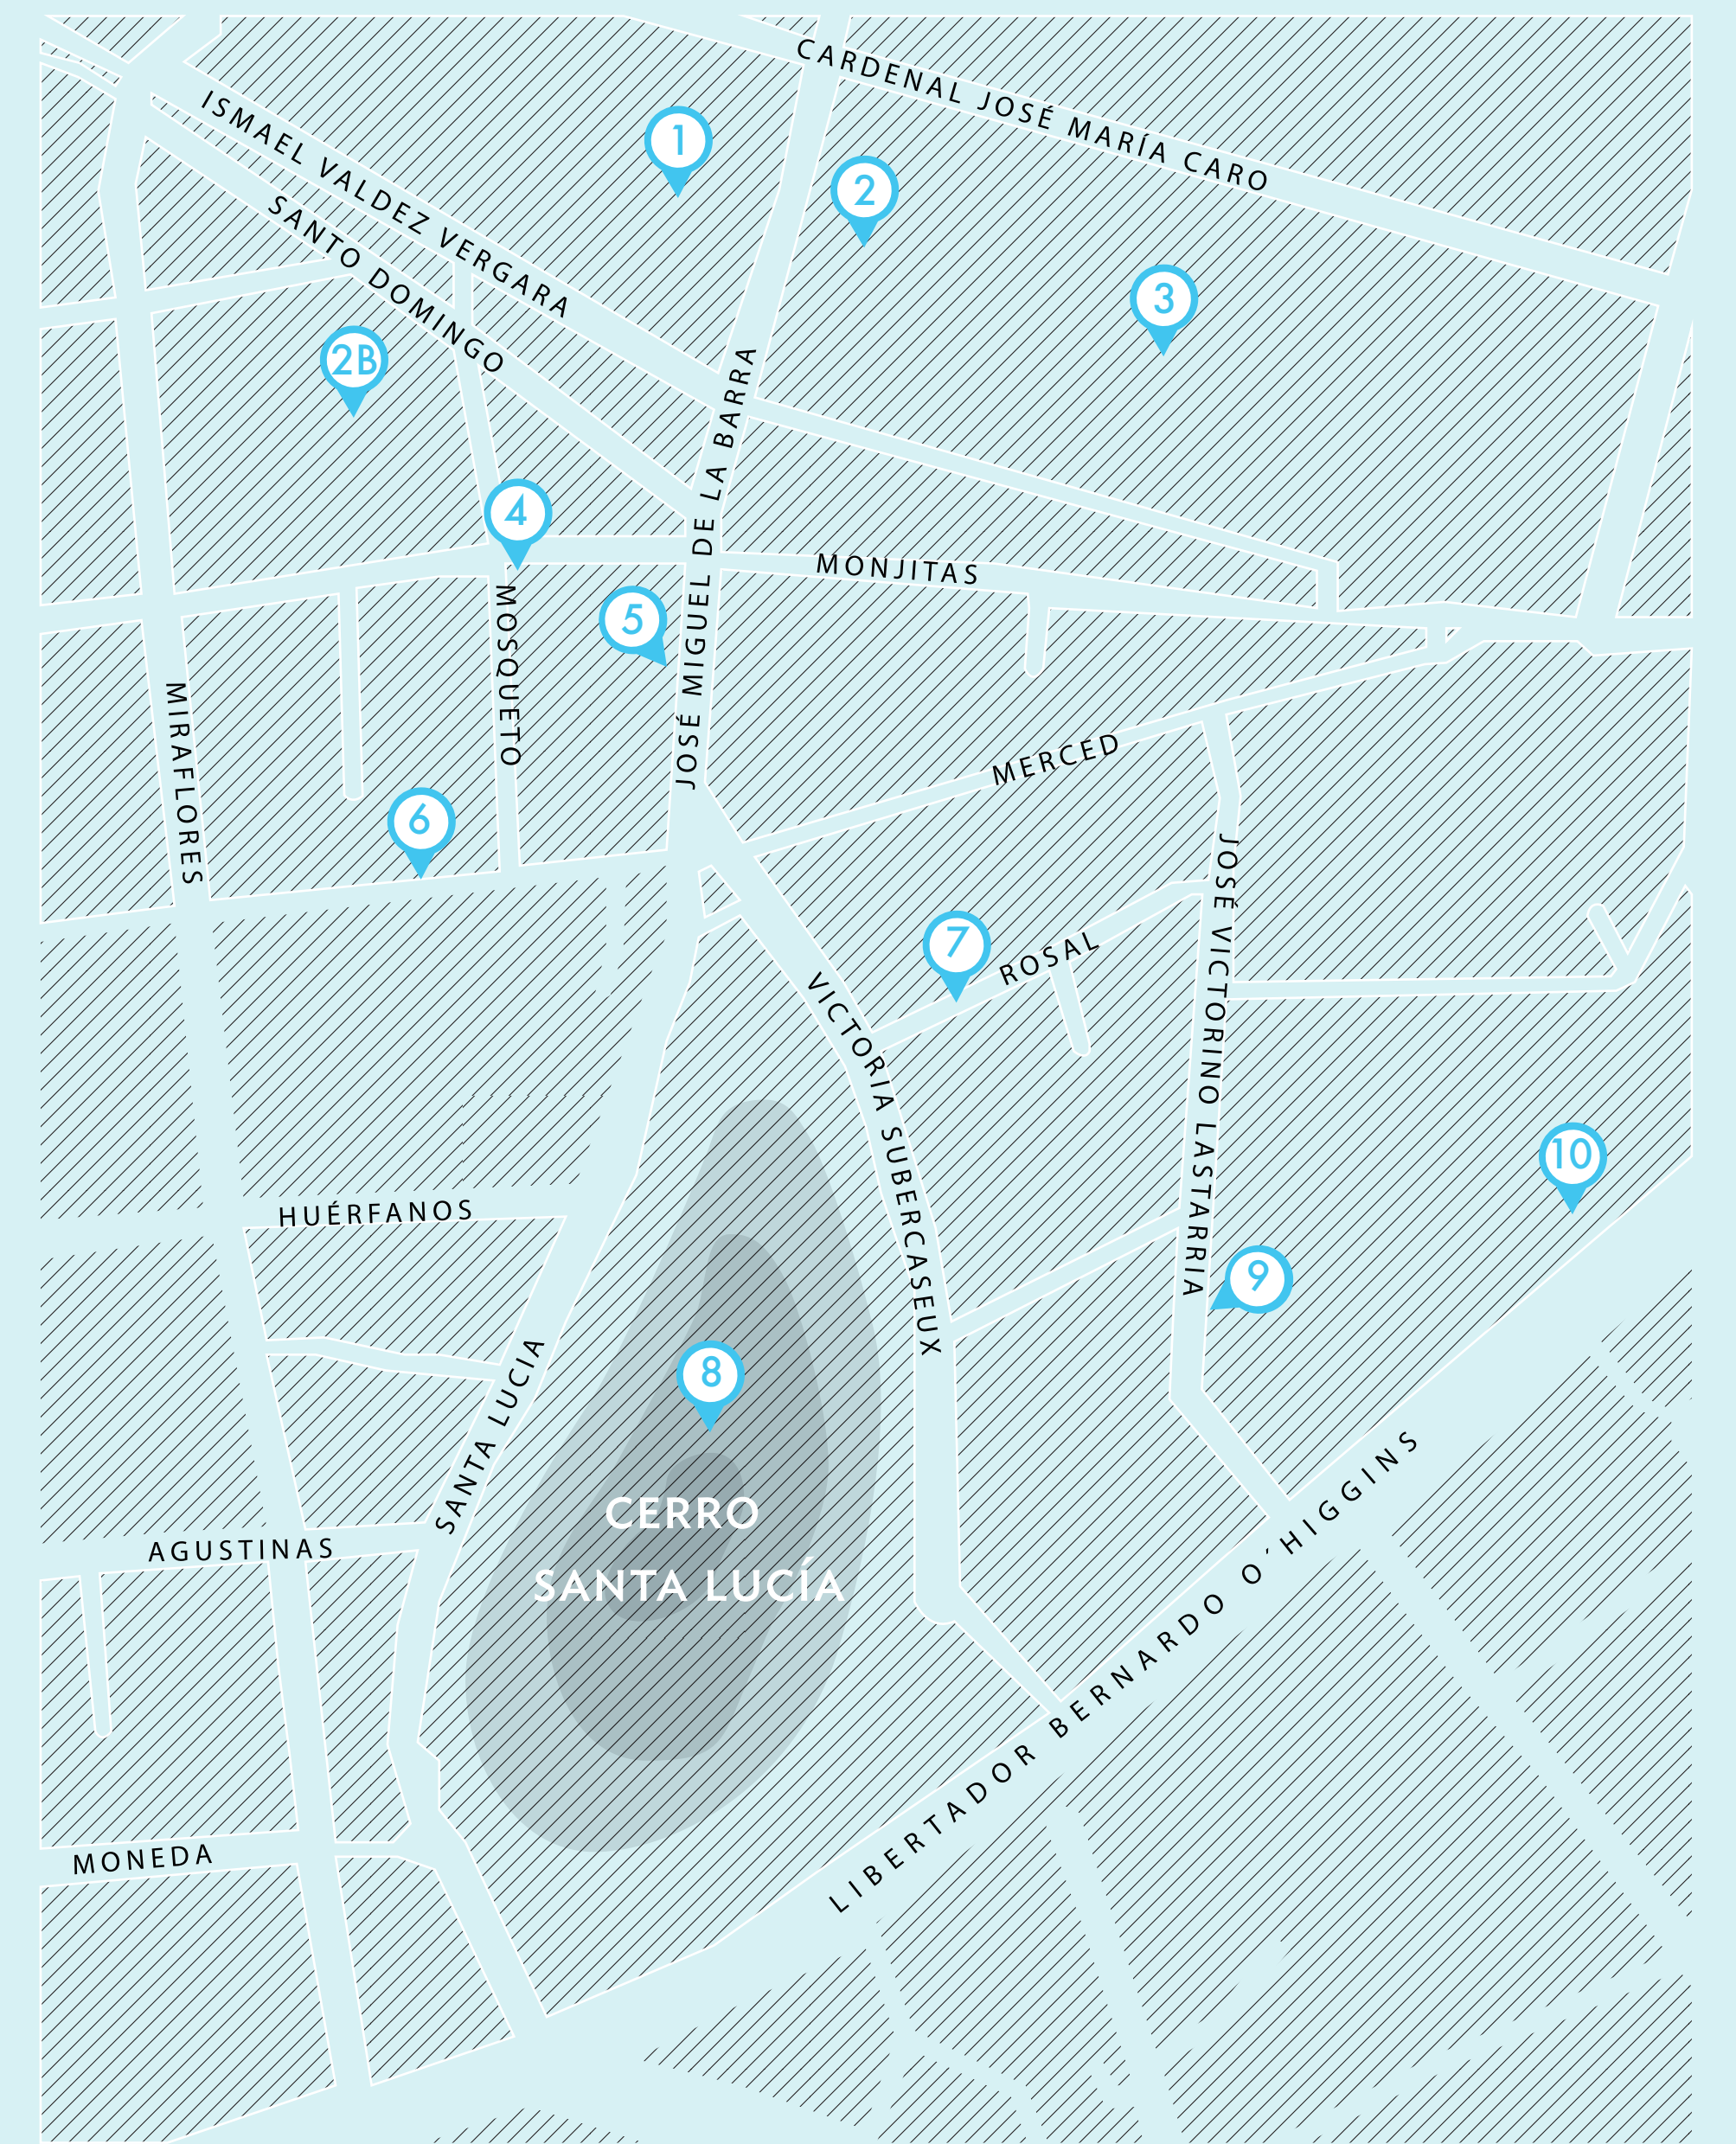 CARDENAL JOSÉ MARÍA CARO
ISMAEL VALDEZ VERGARA
1
2
SANTO DOMINGO
3
2B
JOSÉ MIGUEL DE LA BARRA
4
MONJITAS
5
MOSQUETO
MIRAFLORES
MERCED
6
JOSÉ VICTORINO LASTARRIA
7
ROSAL
VICTORIA SUBERCASEUX
10
HUÉRFANOS
9
SANTA LUCIA
8
CERRO
SANTA LUCÍA
AGUSTINAS
LIBERTADOR BERNARDO O´HIGGINS
MONEDA